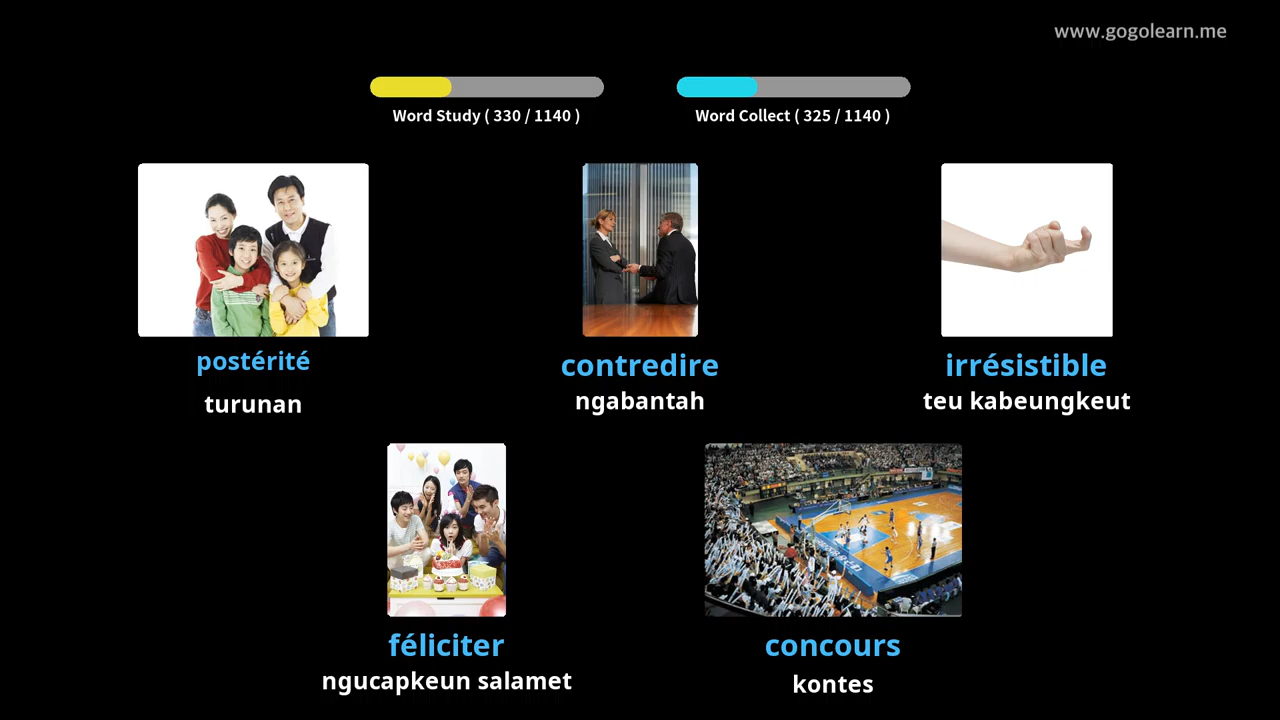 www.gogolearn.me
Word Study ( 330 / 1140 )
Word Collect ( 325 / 1140 )
postérité
turunan
contredire
ngabantah
irrésistible
teu kabeungkeut
féliciter
ngucapkeun salamet
concours
kontes